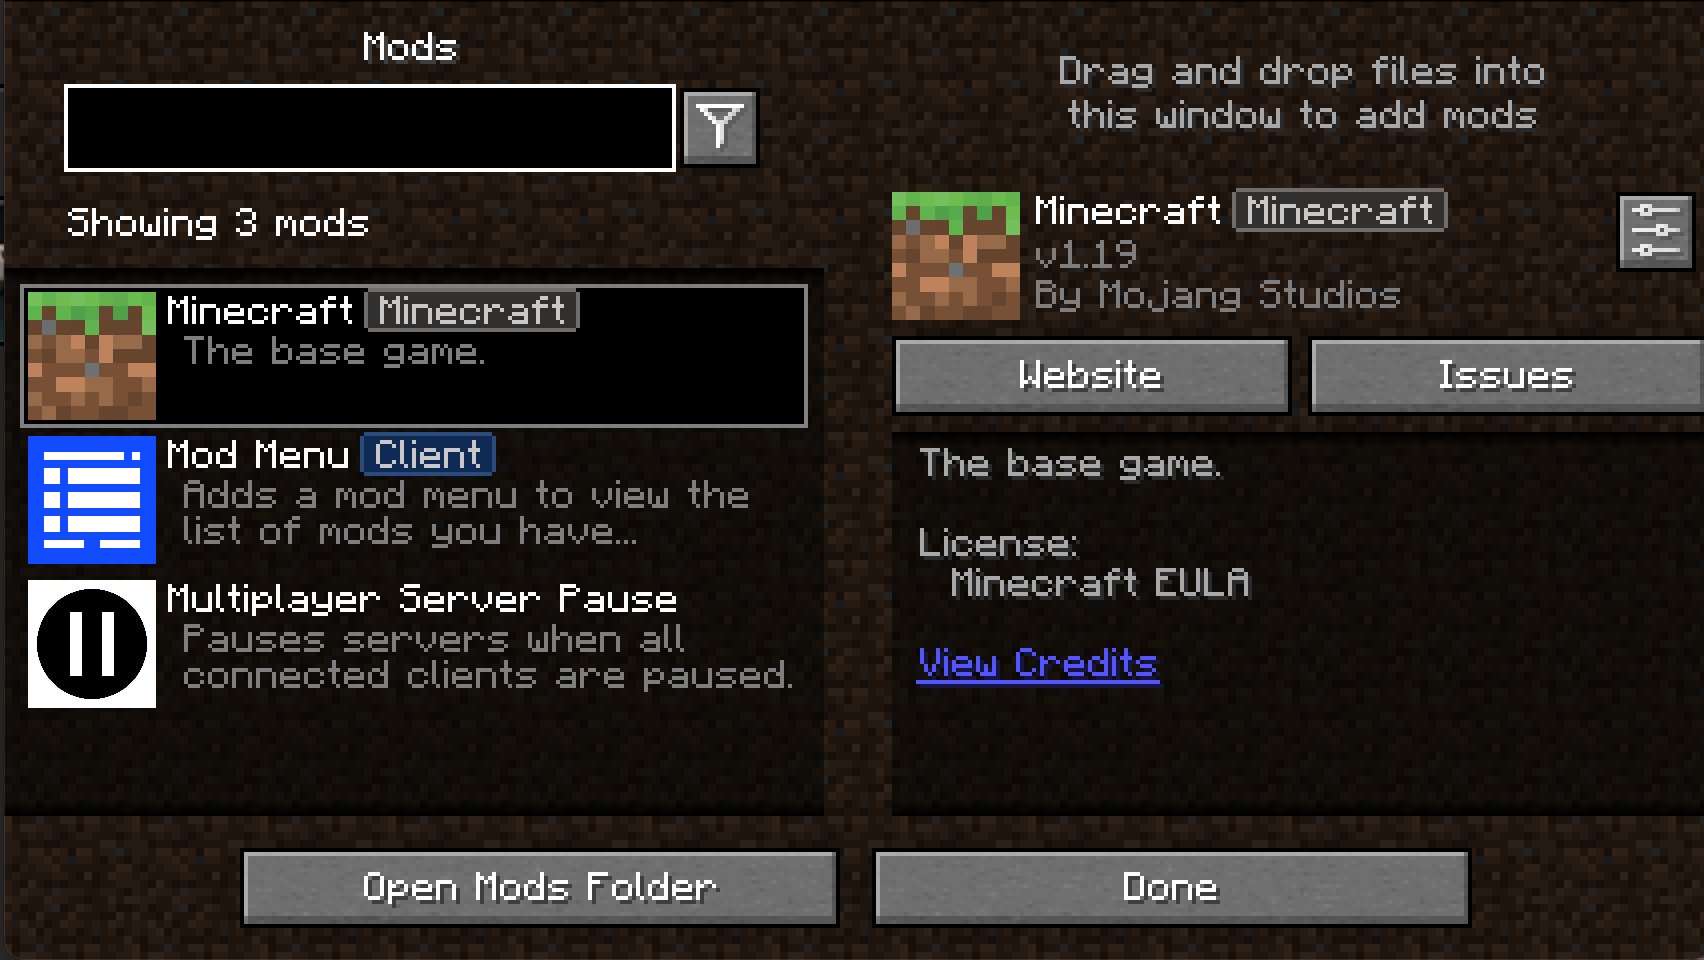 Mods
Showing 3 mods
Minecraft Minecraft
The base game.
Mod Menu Client
Adds a mod menu to view the
list of mods you have...
Multiplayer Server Pause
Pauses servers when all
connected clients are paused.
Drag and drop files into
this window to add mods
Minecraft Minecraft
v1.19
By Mojang Studios
Website Issues
The base game.
License:
Minecraft EULA
View Credits
Open Mods Folder Done